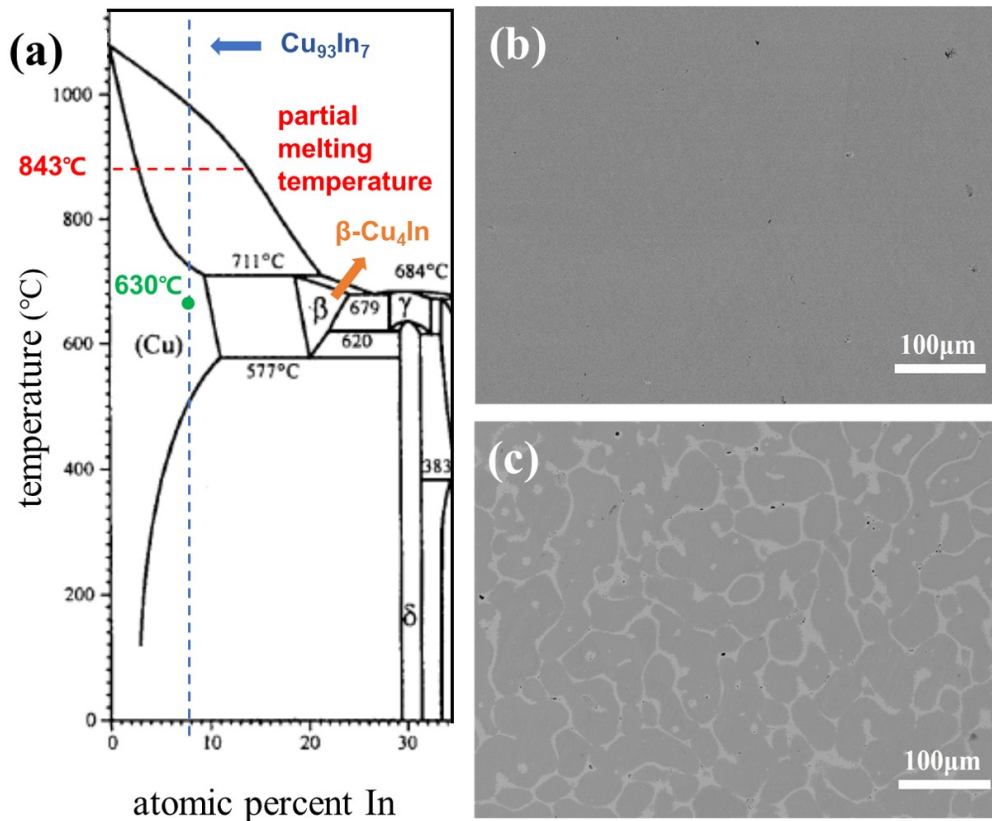 (a)
Cu₉₃In₇
1000
partial
melting
temperature
843℃
800
β-Cu₄In
711°C
684°C
630℃
β
679
γ
(Cu)
620
600
577°C
temperature (°C)
400
383
200
δ
0
0
10
20
30
atomic percent In
(b)
100μm
(c)
100μm